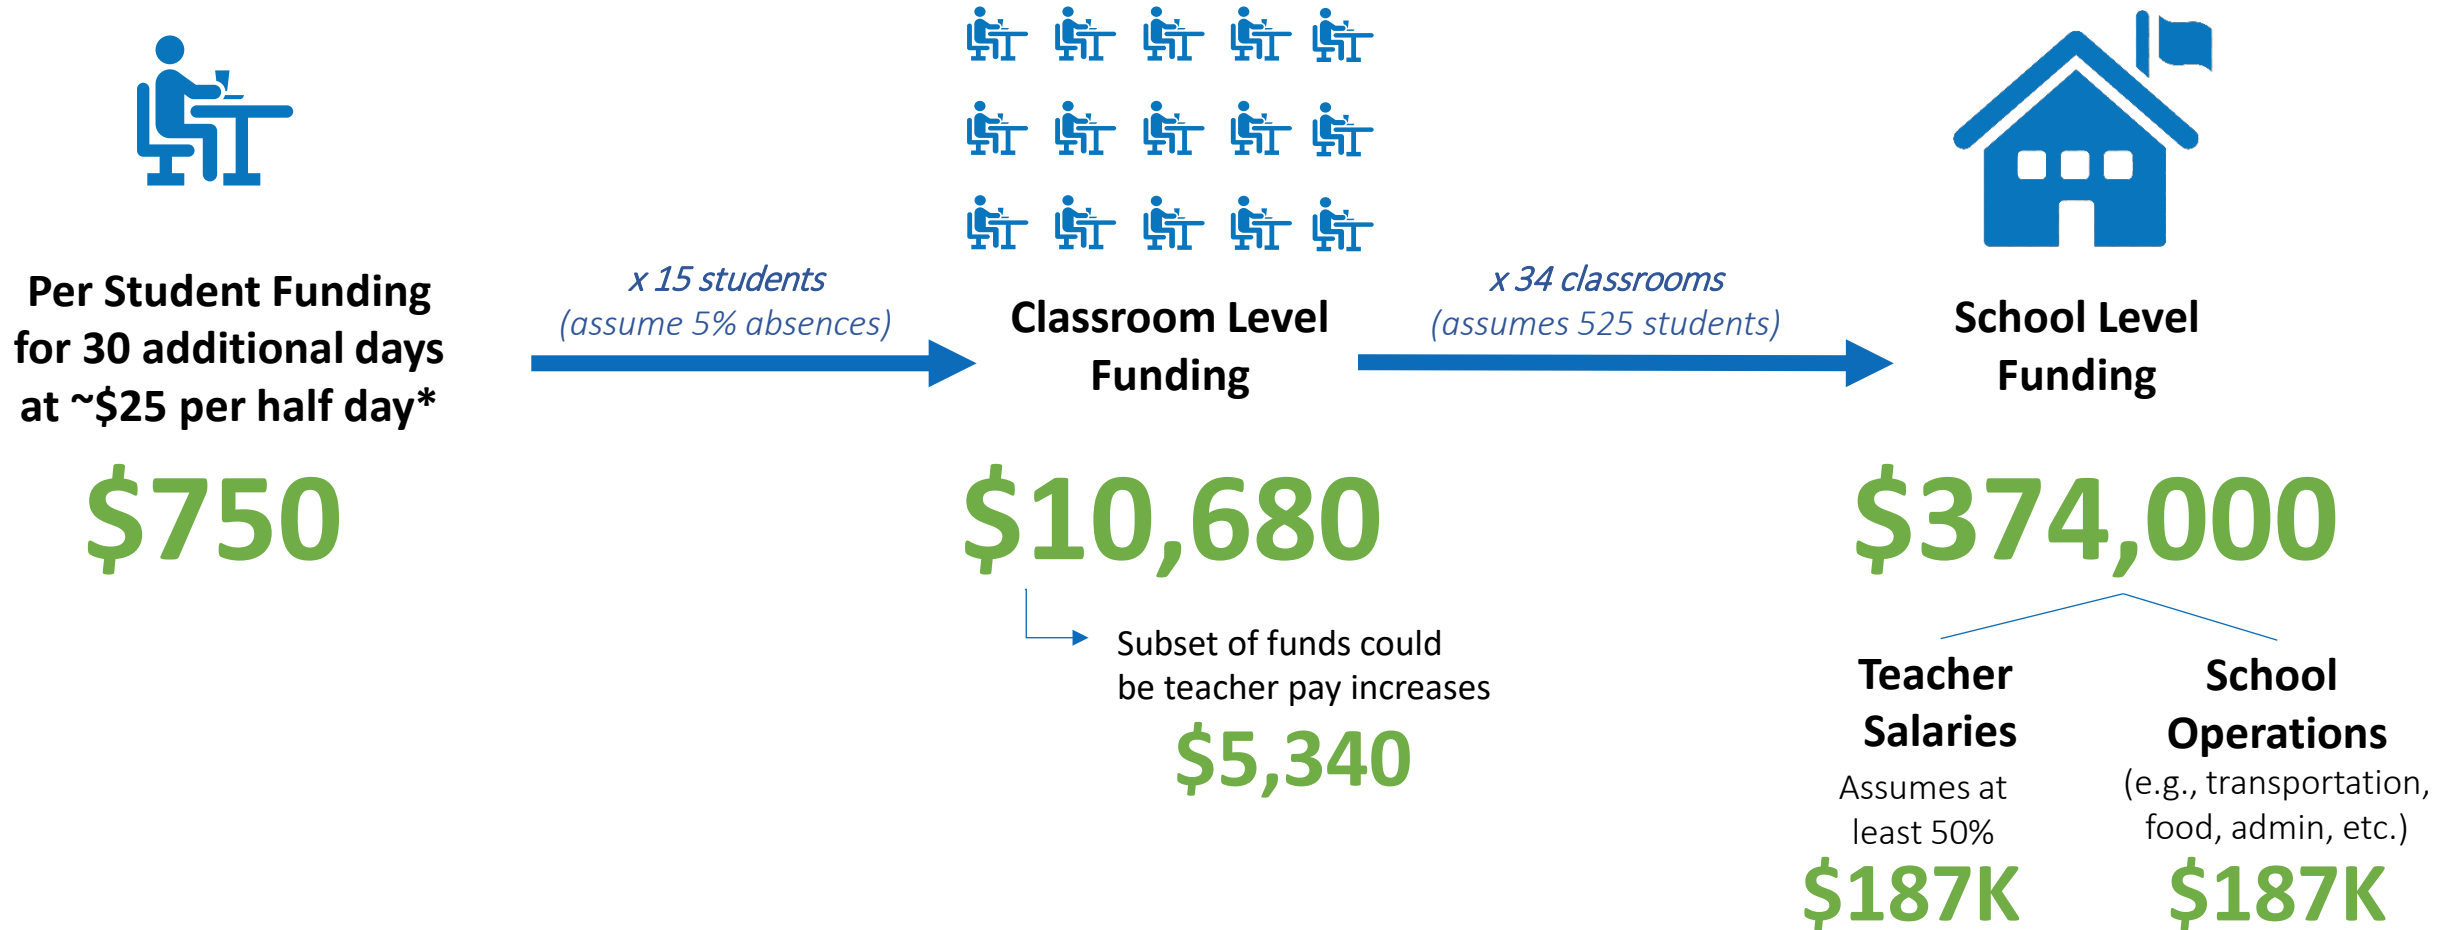 Per Student Funding
for 30 additional days
at ~$25 per half day*
$750
x 15 students
(assume 5% absences)
Classroom Level
Funding
$10,680
Subset of funds could
be teacher pay increases
$5,340
x 34 classrooms
(assumes 525 students)
School Level
Funding
$374,000
Teacher
Salaries
Assumes at
least 50%
$187K
School
Operations
(e.g., transportation,
food, admin, etc.)
$187K